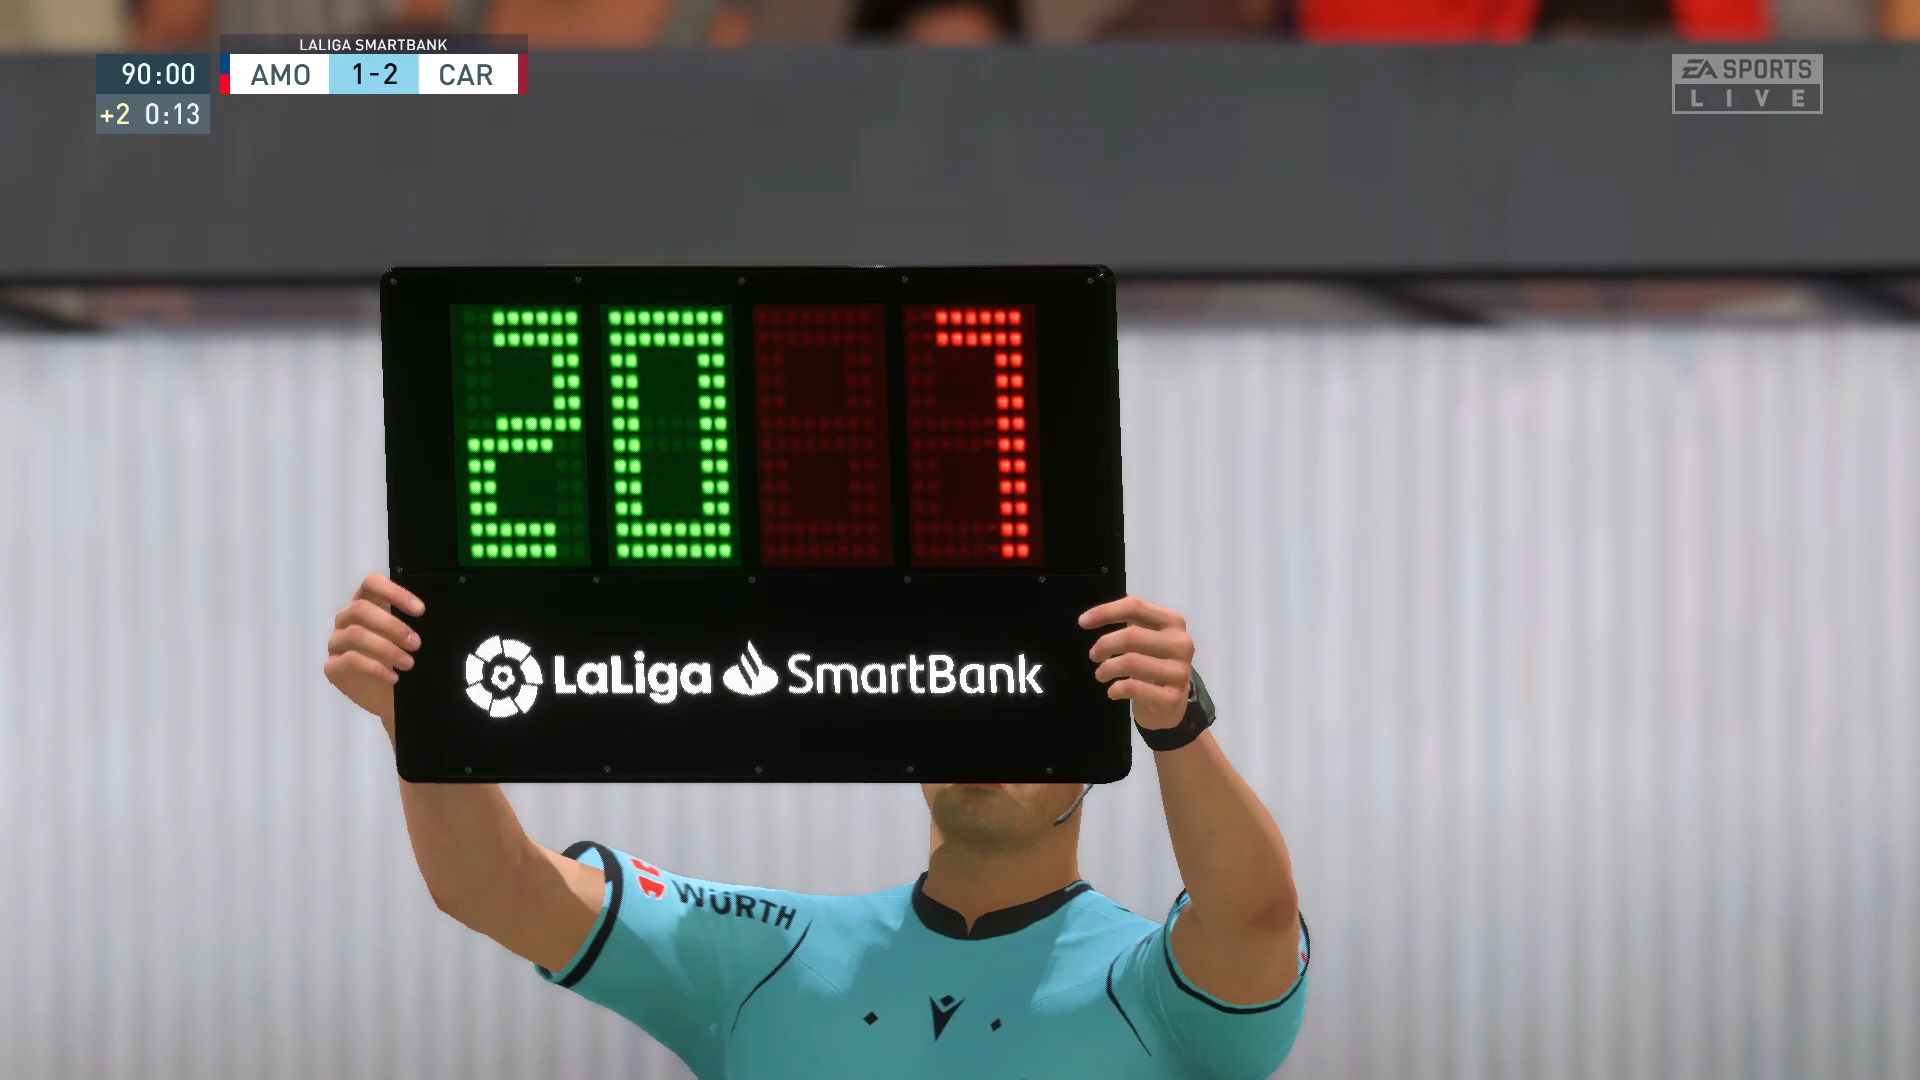 LALIGA SMARTBANK
90:00 AMO 1-2 CAR
+2 0:13
EA SPORTS
LIVE
20 7
LaLiga SmartBank
WÜRTH